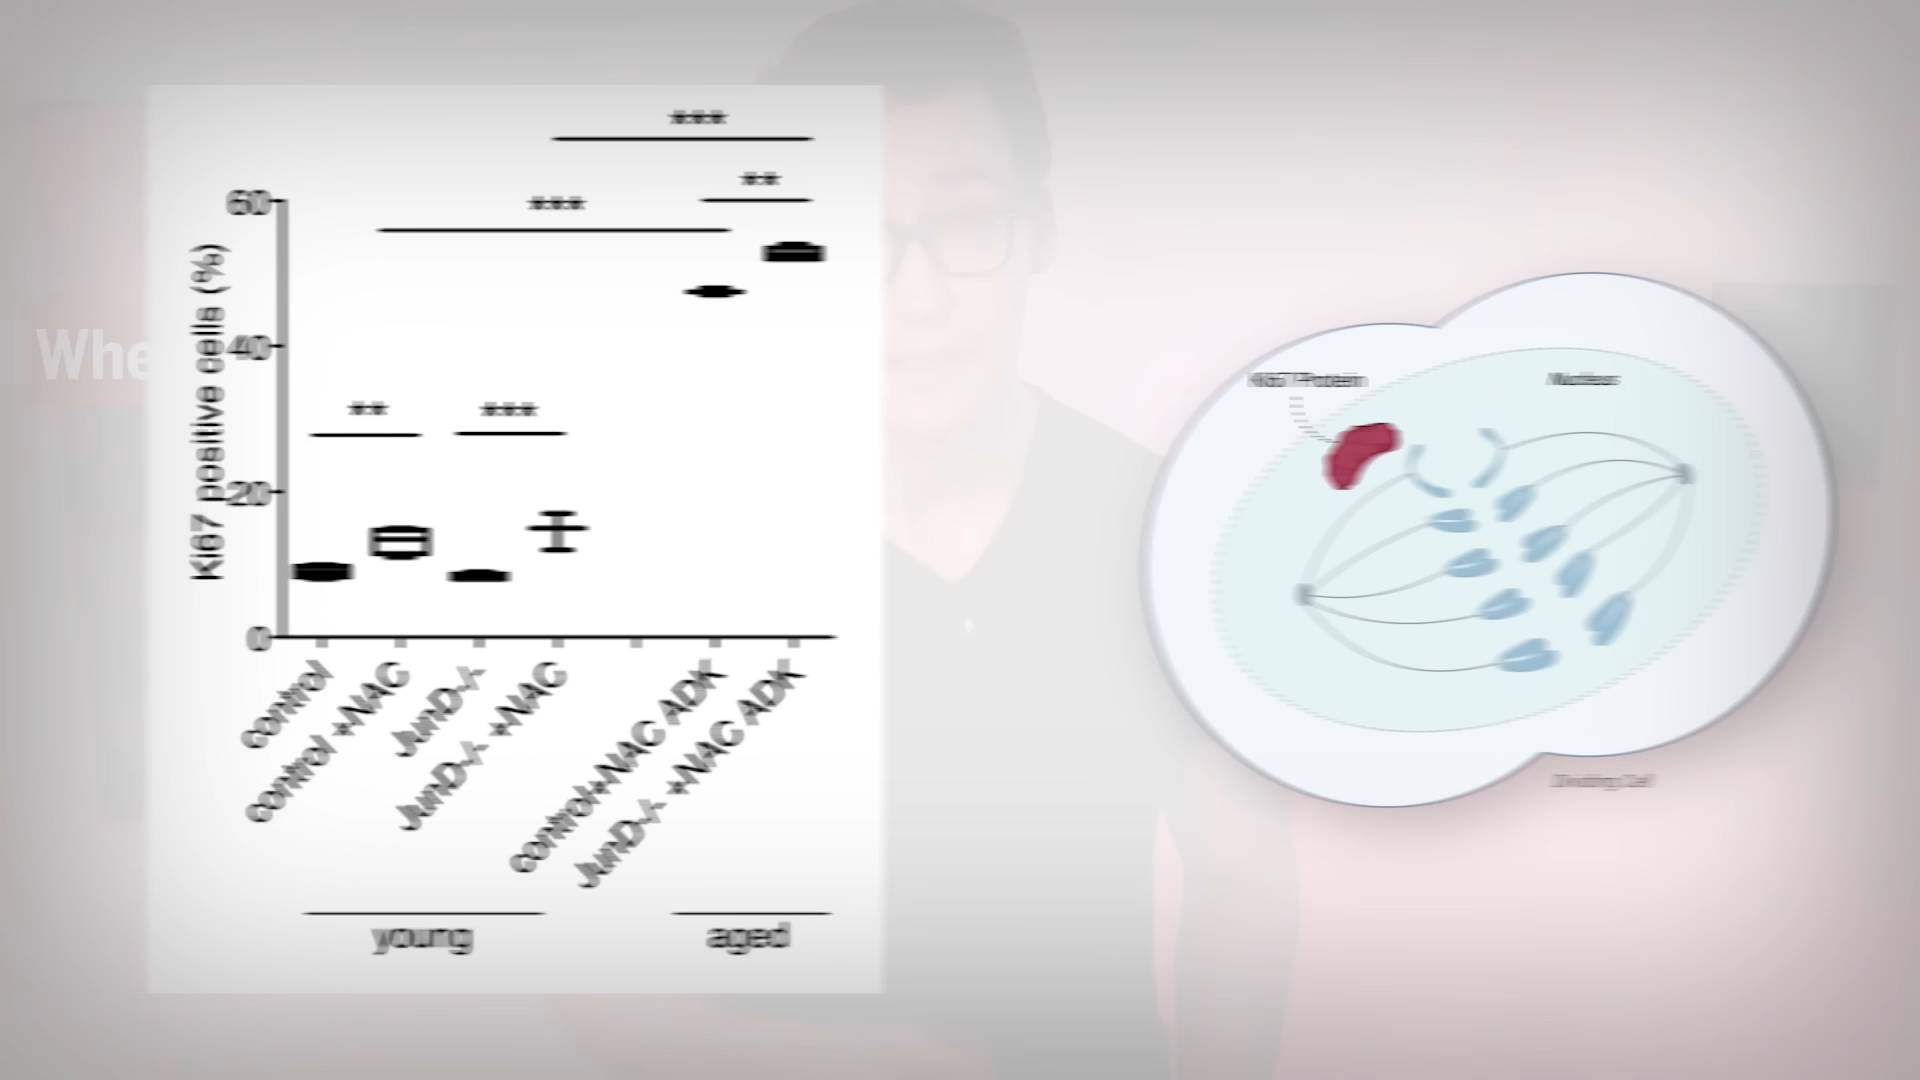 ***
**
***
60
40
20
0
Ki67 positive cells (%)
** ***
control
control +NAC
JunD-/-
JunD-/- +NAC
control+NAC ADK
JunD-/- +NAC ADK
young aged
Whe
Ki67 Protein
Nucleus
Dividing Cell